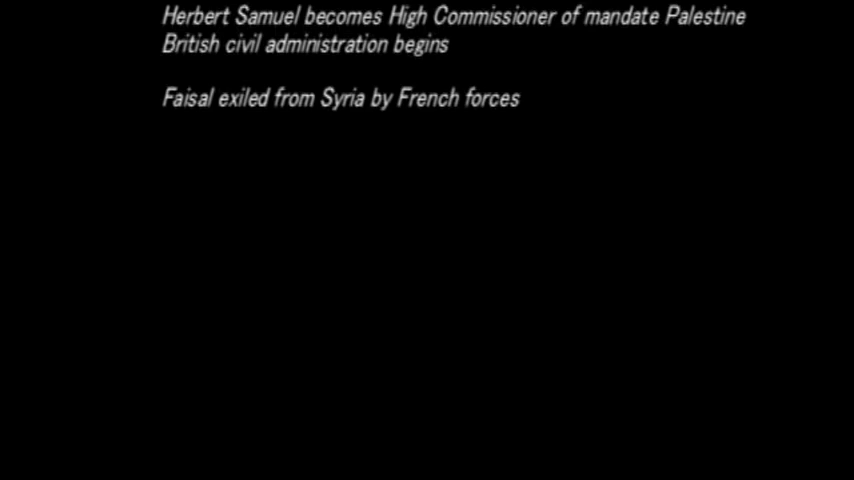 Herbert Samuel becomes High Commissioner of mandate Palestine
British civil administration begins
Faisal exiled from Syria by French forces